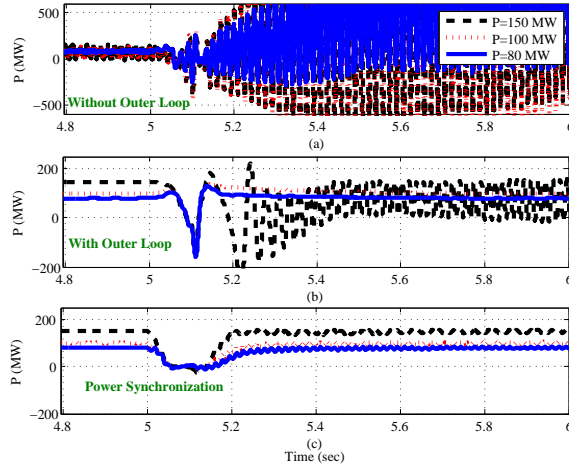 P (MW)
500
0
−500
P=150 MW
P=100 MW
P=80 MW
Without Outer Loop
4.8 5 5.2 5.4 5.6 5.8 6
(a)
P (MW)
200
0
−200
With Outer Loop
4.8 5 5.2 5.4 5.6 5.8 6
(b)
P (MW)
200
0
−200
Power Synchronization
4.8 5 5.2 5.4 5.6 5.8 6
(c)
Time (sec)